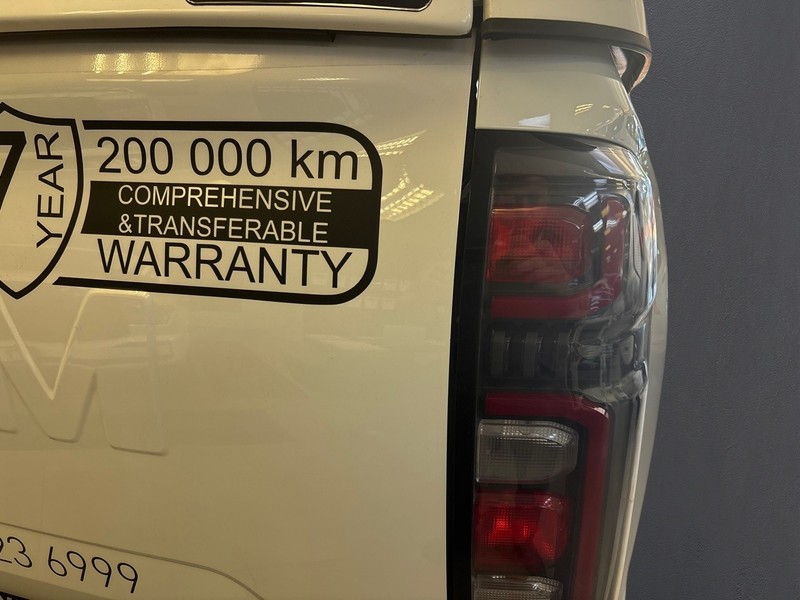 7 YEAR
200 000 km
COMPREHENSIVE
&TRANSFERABLE
WARRANTY
M
23 6999